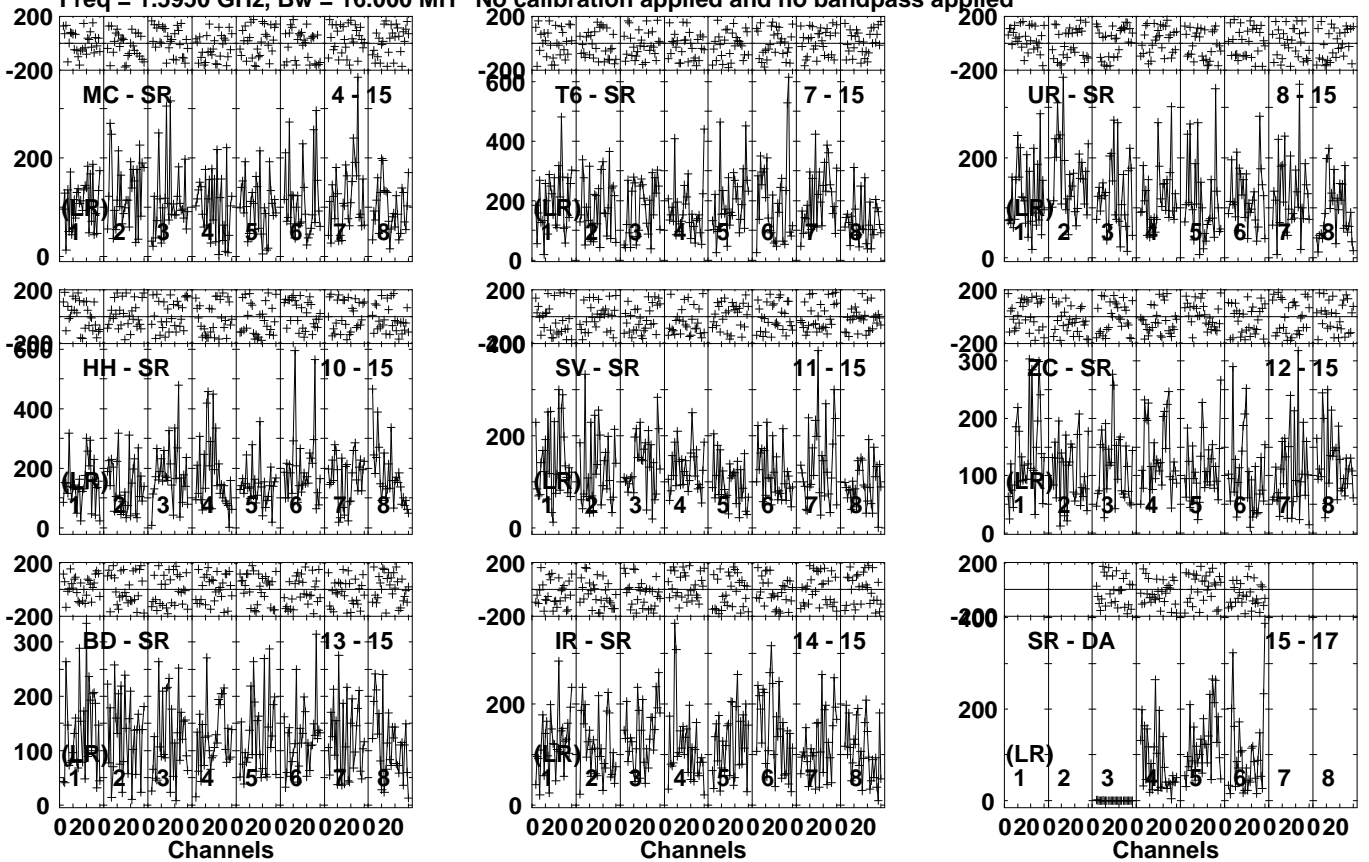 Freq = 1.5950 GHz, Bw = 16.000 MH No calibration applied and no bandpass applied
200 200 200
-200 -200 -200
MC - SR 4 - 15
200
0
(LR)
1 2 3 4 5 6 7 8
600
T6 - SR 7 - 15
400
200
0
(LR)
1 2 3 4 5 6 7 8
UR - SR 8 - 15
200
0
(LR)
1 2 3 4 5 6 7 8
200 200 200
-200 -200 -200
600
HH - SR 10 - 15
400
200
0
(LR)
1 2 3 4 5 6 7 8
400
SV - SR 11 - 15
200
0
(LR)
1 2 3 4 5 6 7 8
ZC - SR 12 - 15
300
200
100
50
0
(LR)
1 2 3 4 5 6 7 8
200 200 200
-200 -200 -200
BD - SR 13 - 15
300
200
100
0
(LR)
1 2 3 4 5 6 7 8
IR - SR 14 - 15
200
0
(LR)
1 2 3 4 5 6 7 8
400
SR - DA 15 - 17
200
0
(LR)
1 2 3 4 5 6 7 8
0 20 0 20 0 20 0 20 0 20 0 20 0 20 0 20
Channels
0 20 0 20 0 20 0 20 0 20 0 20 0 20 0 20
Channels
0 20 0 20 0 20 0 20 0 20 0 20 0 20 0 20
Channels